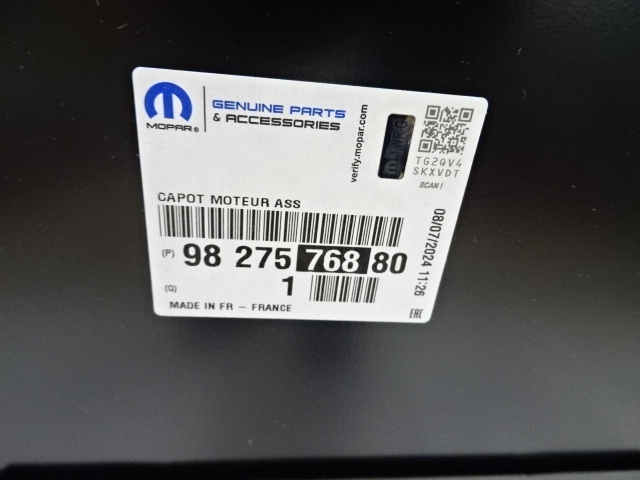 MOPAR®
GENUINE PARTS
& ACCESSORIES
verify.mopar.com
TG2QV4
SKXVDT
SCAN!
CAPOT MOTEUR ASS
(P) 98 275 768 80
(Q) 1
MADE IN FR - FRANCE
08/07/2024 11:26
EAC